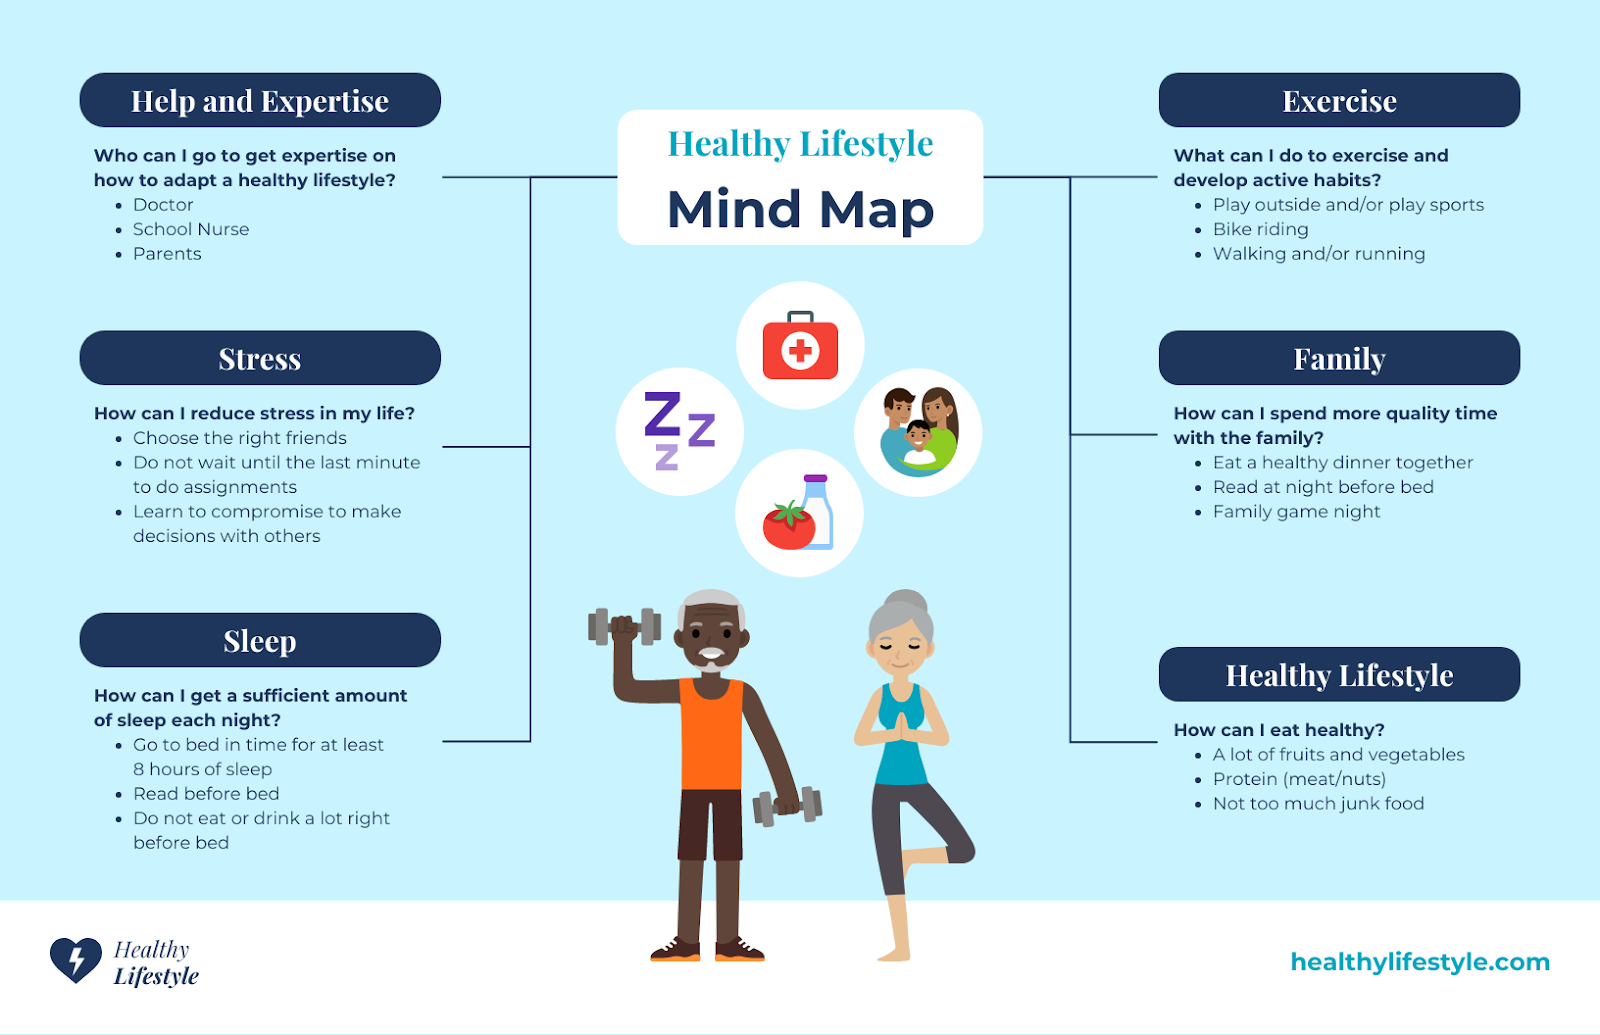 Healthy Lifestyle
Mind Map
Help and Expertise
Who can I go to get expertise on
how to adapt a healthy lifestyle?
• Doctor
• School Nurse
• Parents
Stress
How can I reduce stress in my life?
• Choose the right friends
• Do not wait until the last minute
to do assignments
• Learn to compromise to make
decisions with others
Sleep
How can I get a sufficient amount
of sleep each night?
• Go to bed in time for at least
8 hours of sleep
• Read before bed
• Do not eat or drink a lot right
before bed
Exercise
What can I do to exercise and
develop active habits?
• Play outside and/or play sports
• Bike riding
• Walking and/or running
Family
How can I spend more quality time
with the family?
• Eat a healthy dinner together
• Read at night before bed
• Family game night
Healthy Lifestyle
How can I eat healthy?
• A lot of fruits and vegetables
• Protein (meat/nuts)
• Not too much junk food
Z Z
Z
Healthy
Lifestyle
healthylifestyle.com